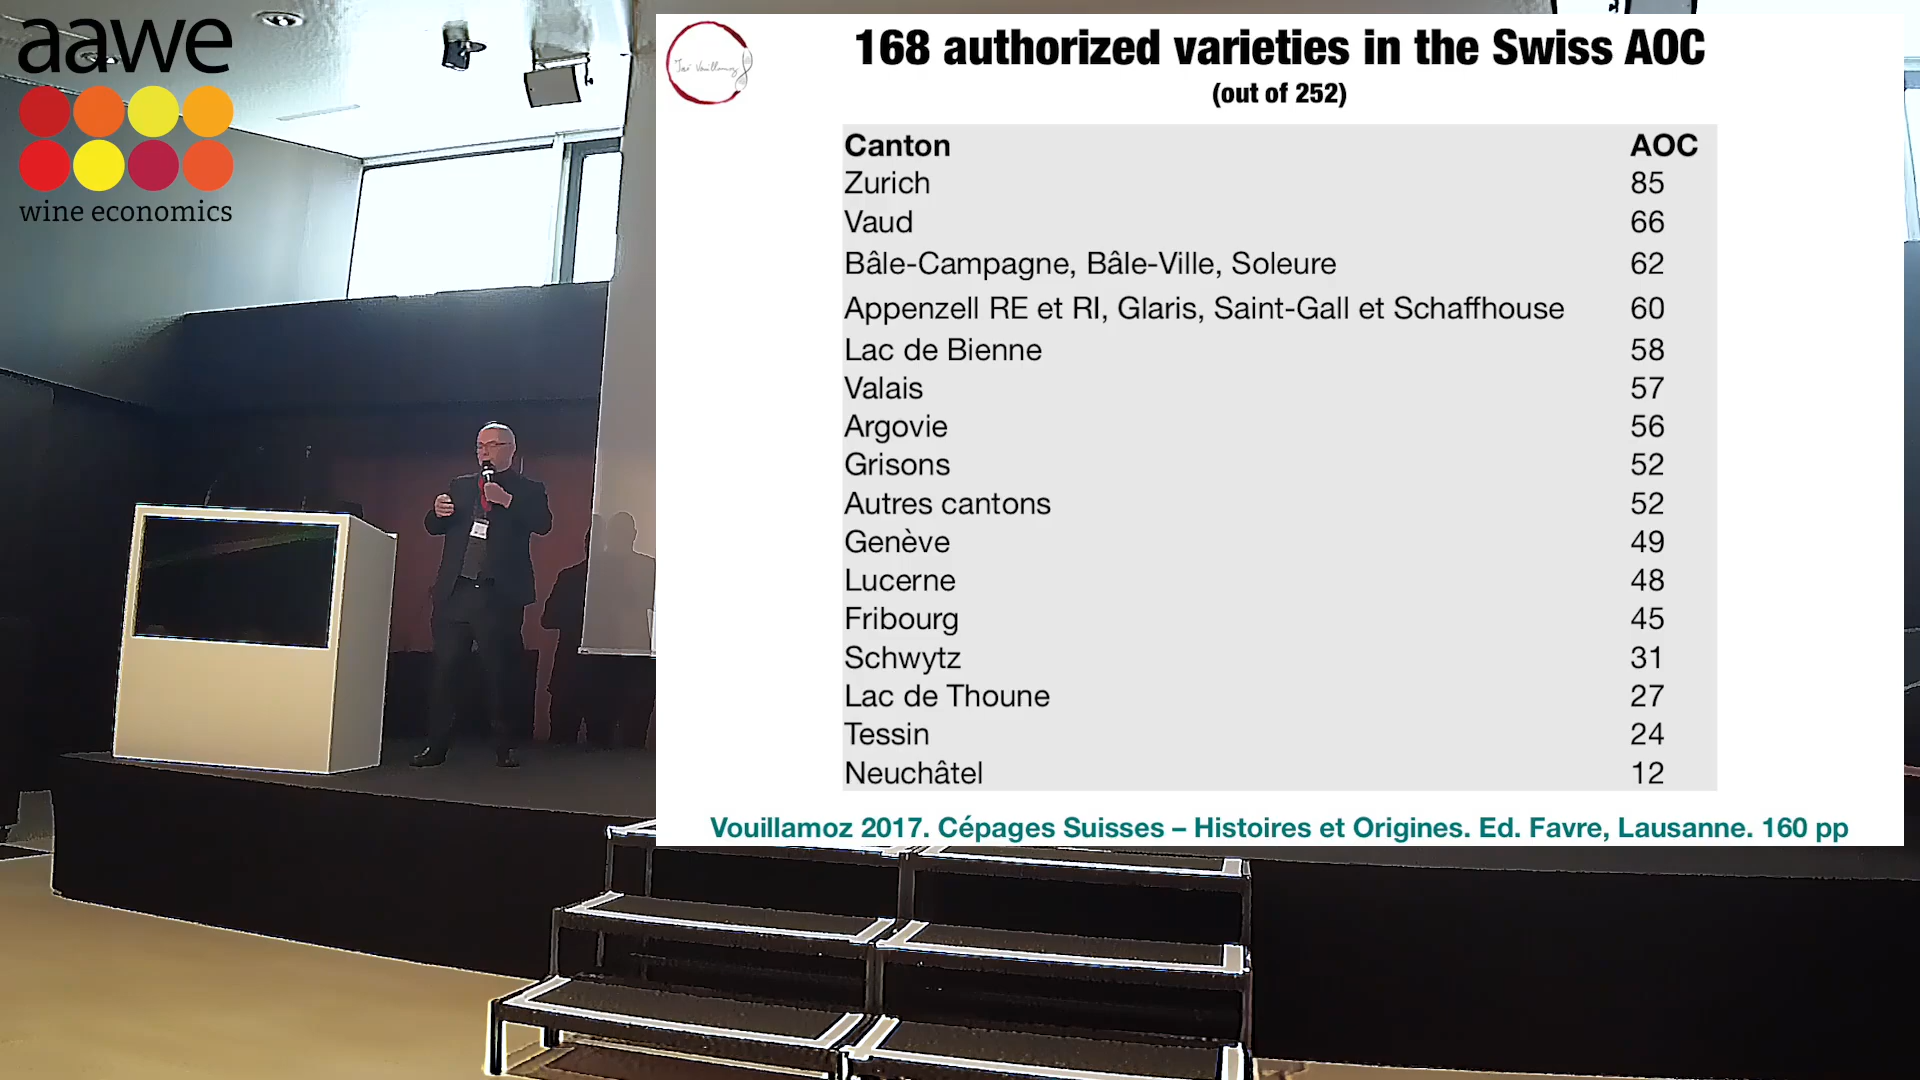 aawe
wine economics
José Vouillamoz
168 authorized varieties in the Swiss AOC
(out of 252)
Canton AOC
Zurich 85
Vaud 66
Bâle-Campagne, Bâle-Ville, Soleure 62
Appenzell RE et RI, Glaris, Saint-Gall et Schaffhouse 60
Lac de Bienne 58
Valais 57
Argovie 56
Grisons 52
Autres cantons 52
Genève 49
Lucerne 48
Fribourg 45
Schwytz 31
Lac de Thoune 27
Tessin 24
Neuchâtel 12
Vouillamoz 2017. Cépages Suisses – Histoires et Origines. Ed. Favre, Lausanne. 160 pp